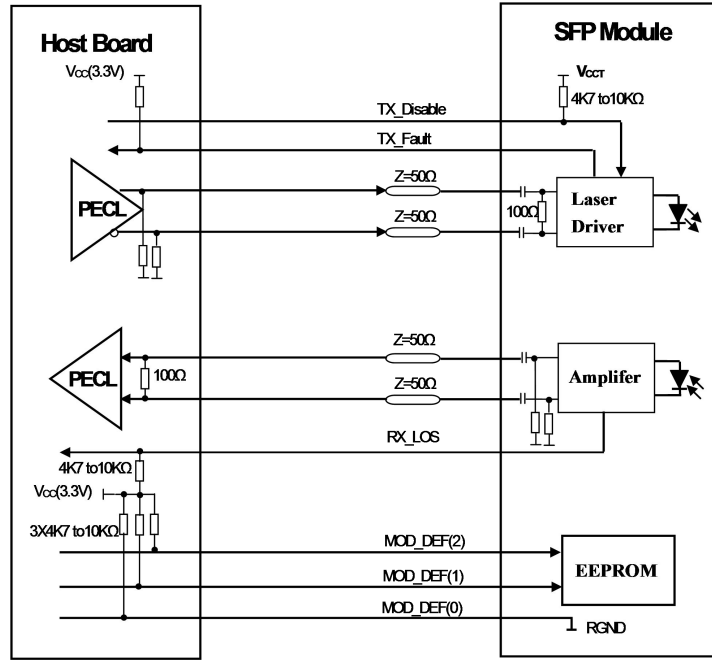 Host Board
SFP Module
Vcc(3.3V)
VCCT
4K7 to10KΩ
TX_Disable
TX_Fault
PECL
Z=50Ω
Z=50Ω
100Ω
Laser
Driver
PECL
100Ω
Z=50Ω
Z=50Ω
Amplifer
RX_LOS
4K7 to10KΩ
Vcc(3.3V)
3X4K7 to10KΩ
MOD_DEF(2)
MOD_DEF(1)
MOD_DEF(0)
EEPROM
RGND